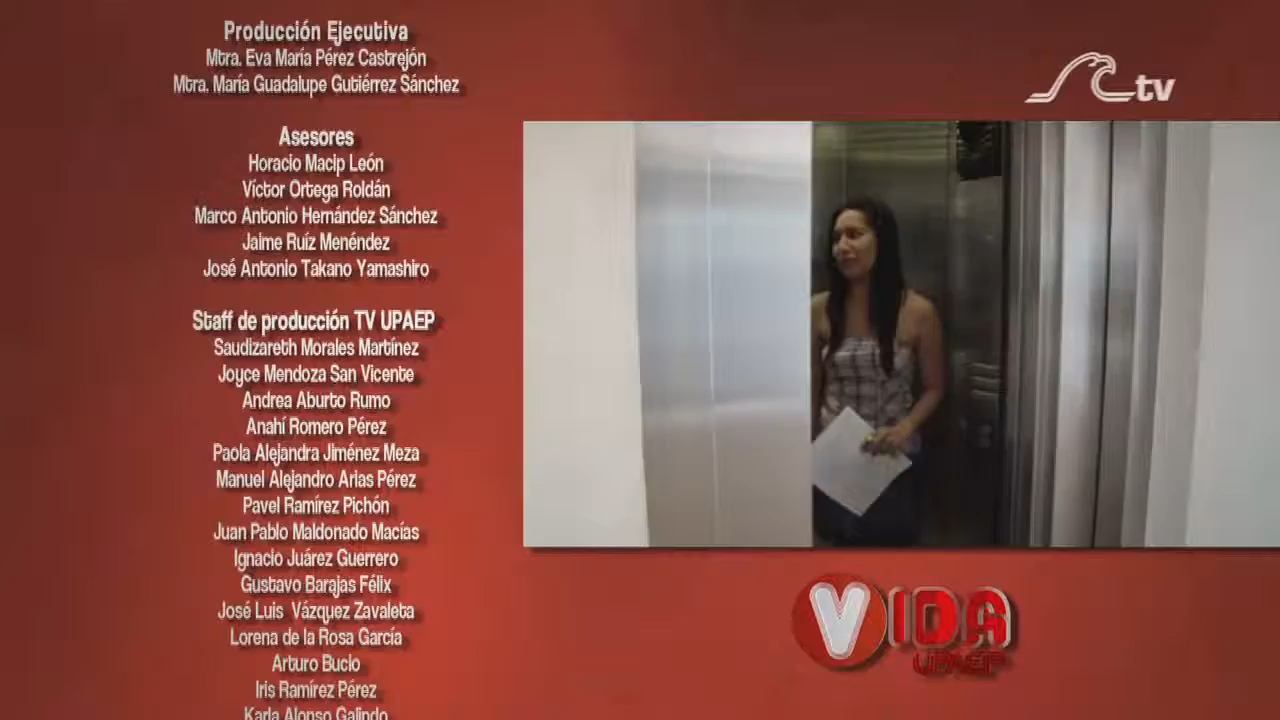 Producción Ejecutiva
Mtra. Eva María Pérez Castrejón
Mtra. María Guadalupe Gutiérrez Sánchez
Asesores
Horacio Macip León
Víctor Ortega Roldán
Marco Antonio Hernández Sánchez
Jaime Ruíz Menéndez
José Antonio Takano Yamashiro
Staff de producción TV UPAEP
Saudizareth Morales Martínez
Joyce Mendoza San Vicente
Andrea Aburto Rumo
Anahí Romero Pérez
Paola Alejandra Jiménez Meza
Manuel Alejandro Arias Pérez
Pavel Ramírez Pichón
Juan Pablo Maldonado Macías
Ignacio Juárez Guerrero
Gustavo Barajas Félix
José Luis Vázquez Zavaleta
Lorena de la Rosa García
Arturo Bucio
Iris Ramírez Pérez
Karla Alonso Galindo
tv
VIDA
UPAEP